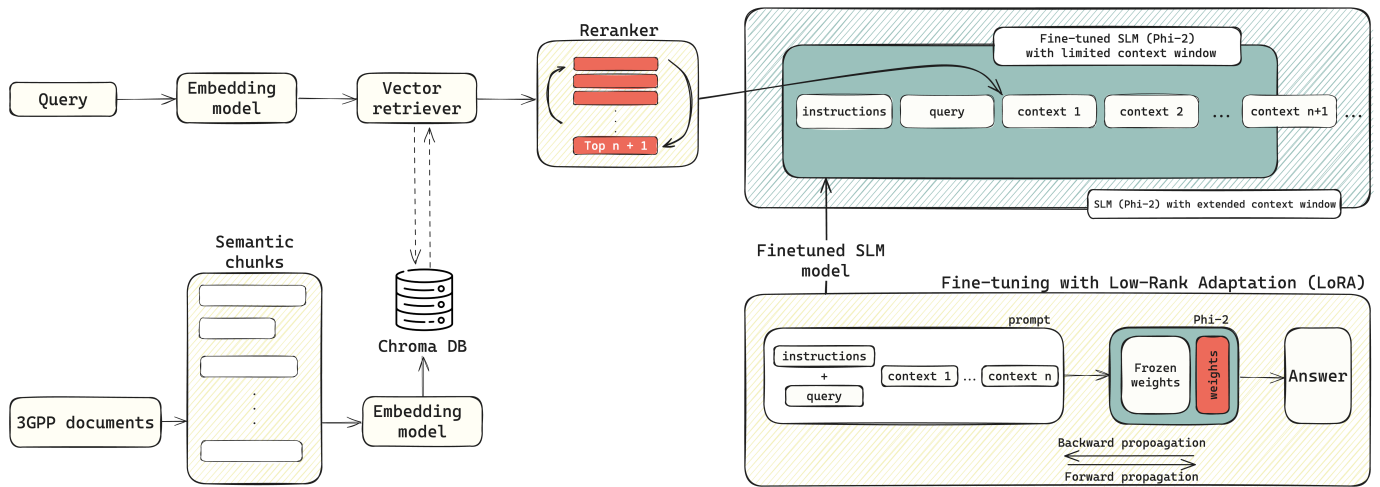 Reranker
Query
Embedding
model
Vector
retriever
Top n + 1
Fine-tuned SLM (Phi-2)
with limited context window
instructions
query
context 1
context 2
...
context n+1
...
SLM (Phi-2) with extended context window
Semantic
chunks
3GPP documents
Embedding
model
Chroma DB
Finetuned SLM
model
Fine-tuning with Low-Rank Adaptation (LoRA)
prompt
instructions
+
query
context 1
...
context n
Phi-2
Frozen
weights
weights
Answer
Backward propoagation
Forward propagation